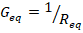 G_eq = 1/R_eq